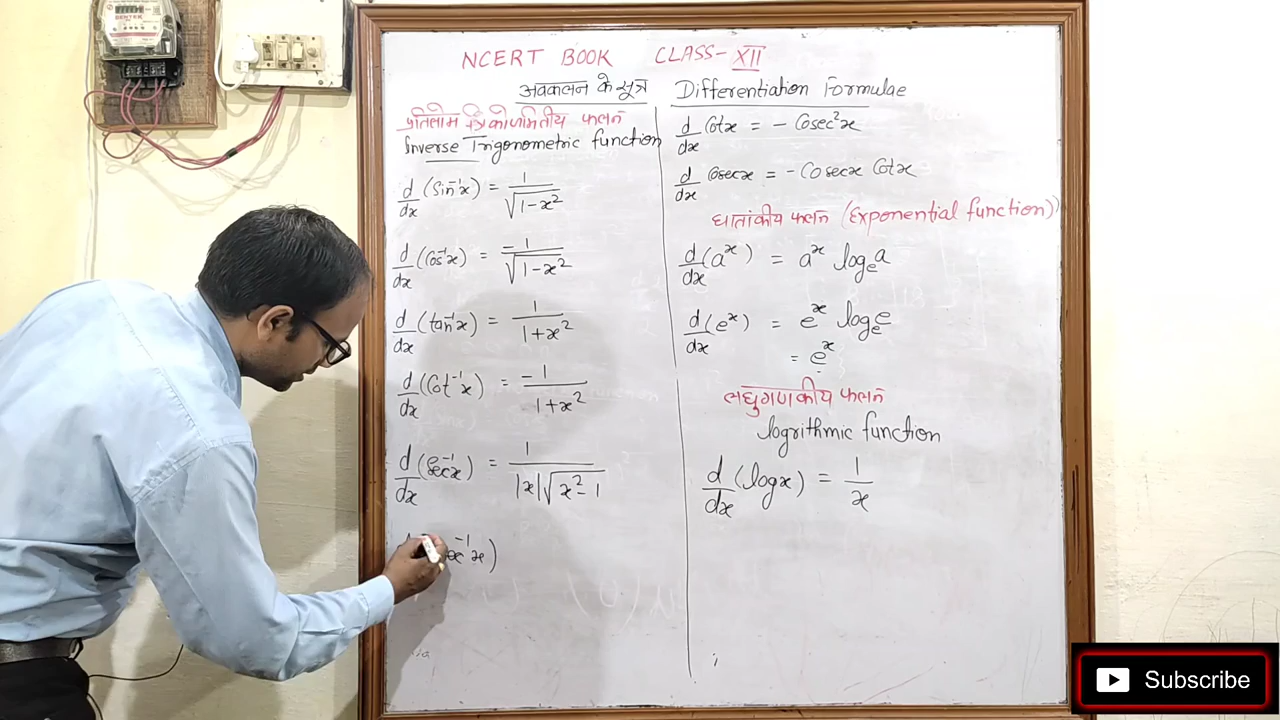 BENTEK
NCERT BOOK CLASS-XII
अवकलन के सूत्र Differentiation Formulae
प्रतिलोम त्रिकोणमितीय फलन
Inverse Trigonometric function
d/dx (Sin⁻¹x) = 1/√(1-x²)
d/dx (Cos⁻¹x) = -1/√(1-x²)
d/dx (tan⁻¹x) = 1/(1+x²)
d/dx (Cot⁻¹x) = -1/(1+x²)
d/dx (Sec⁻¹x) = 1/(|x|√(x²-1))
⁻¹x)
d/dx Cotx = - Cosec²x
d/dx Cosecx = - Cosecx Cotx
घातांकीय फलन (Exponential function)
d/dx (aˣ) = aˣ logₑa
d/dx (eˣ) = eˣ logₑe
= eˣ
लघुगणकीय फलन
logrithmic function
d/dx (logx) = 1/x
Subscribe